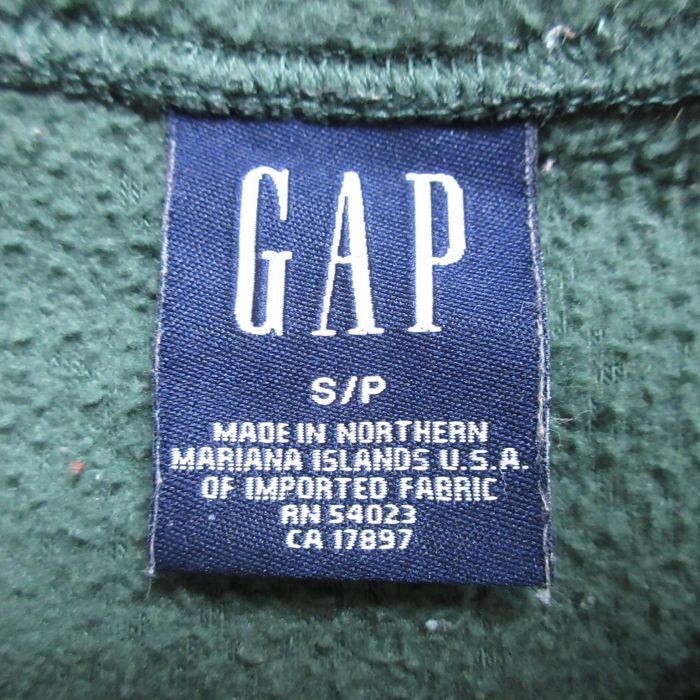 GAP
S/P
MADE IN NORTHERN
MARIANA ISLANDS U.S.A.
OF IMPORTED FABRIC
RN 54023
CA 17897